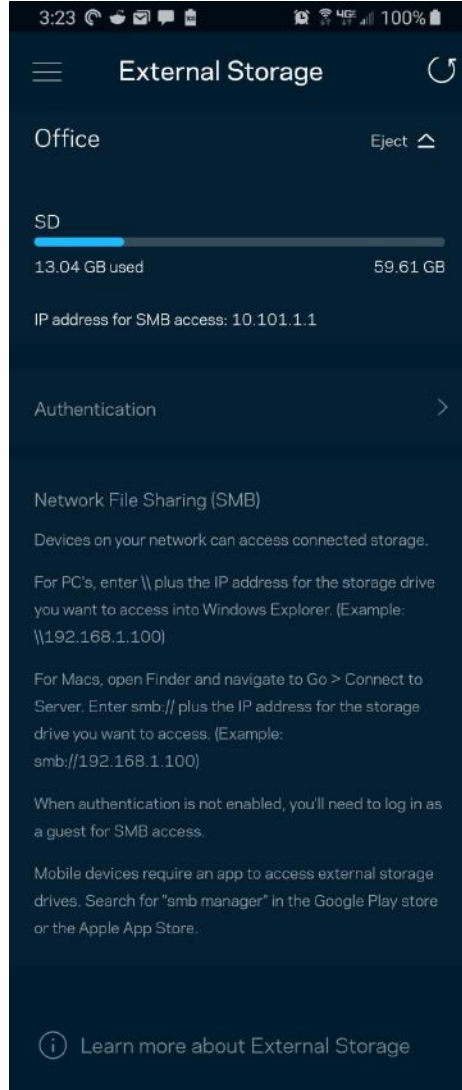 3:23 4GE 100%
External Storage
Office Eject
SD
13.04 GB used 59.61 GB
IP address for SMB access: 10.101.1.1
Authentication
Network File Sharing (SMB)
Devices on your network can access connected storage.
For PC's, enter \\ plus the IP address for the storage drive
you want to access into Windows Explorer. (Example:
\\192.168.1.100)
For Macs, open Finder and navigate to Go > Connect to
Server. Enter smb:// plus the IP address for the storage
drive you want to access. (Example:
smb://192.168.1.100)
When authentication is not enabled, you'll need to log in as
a guest for SMB access.
Mobile devices require an app to access external storage
drives. Search for "smb manager" in the Google Play store
or the Apple App Store.
Learn more about External Storage